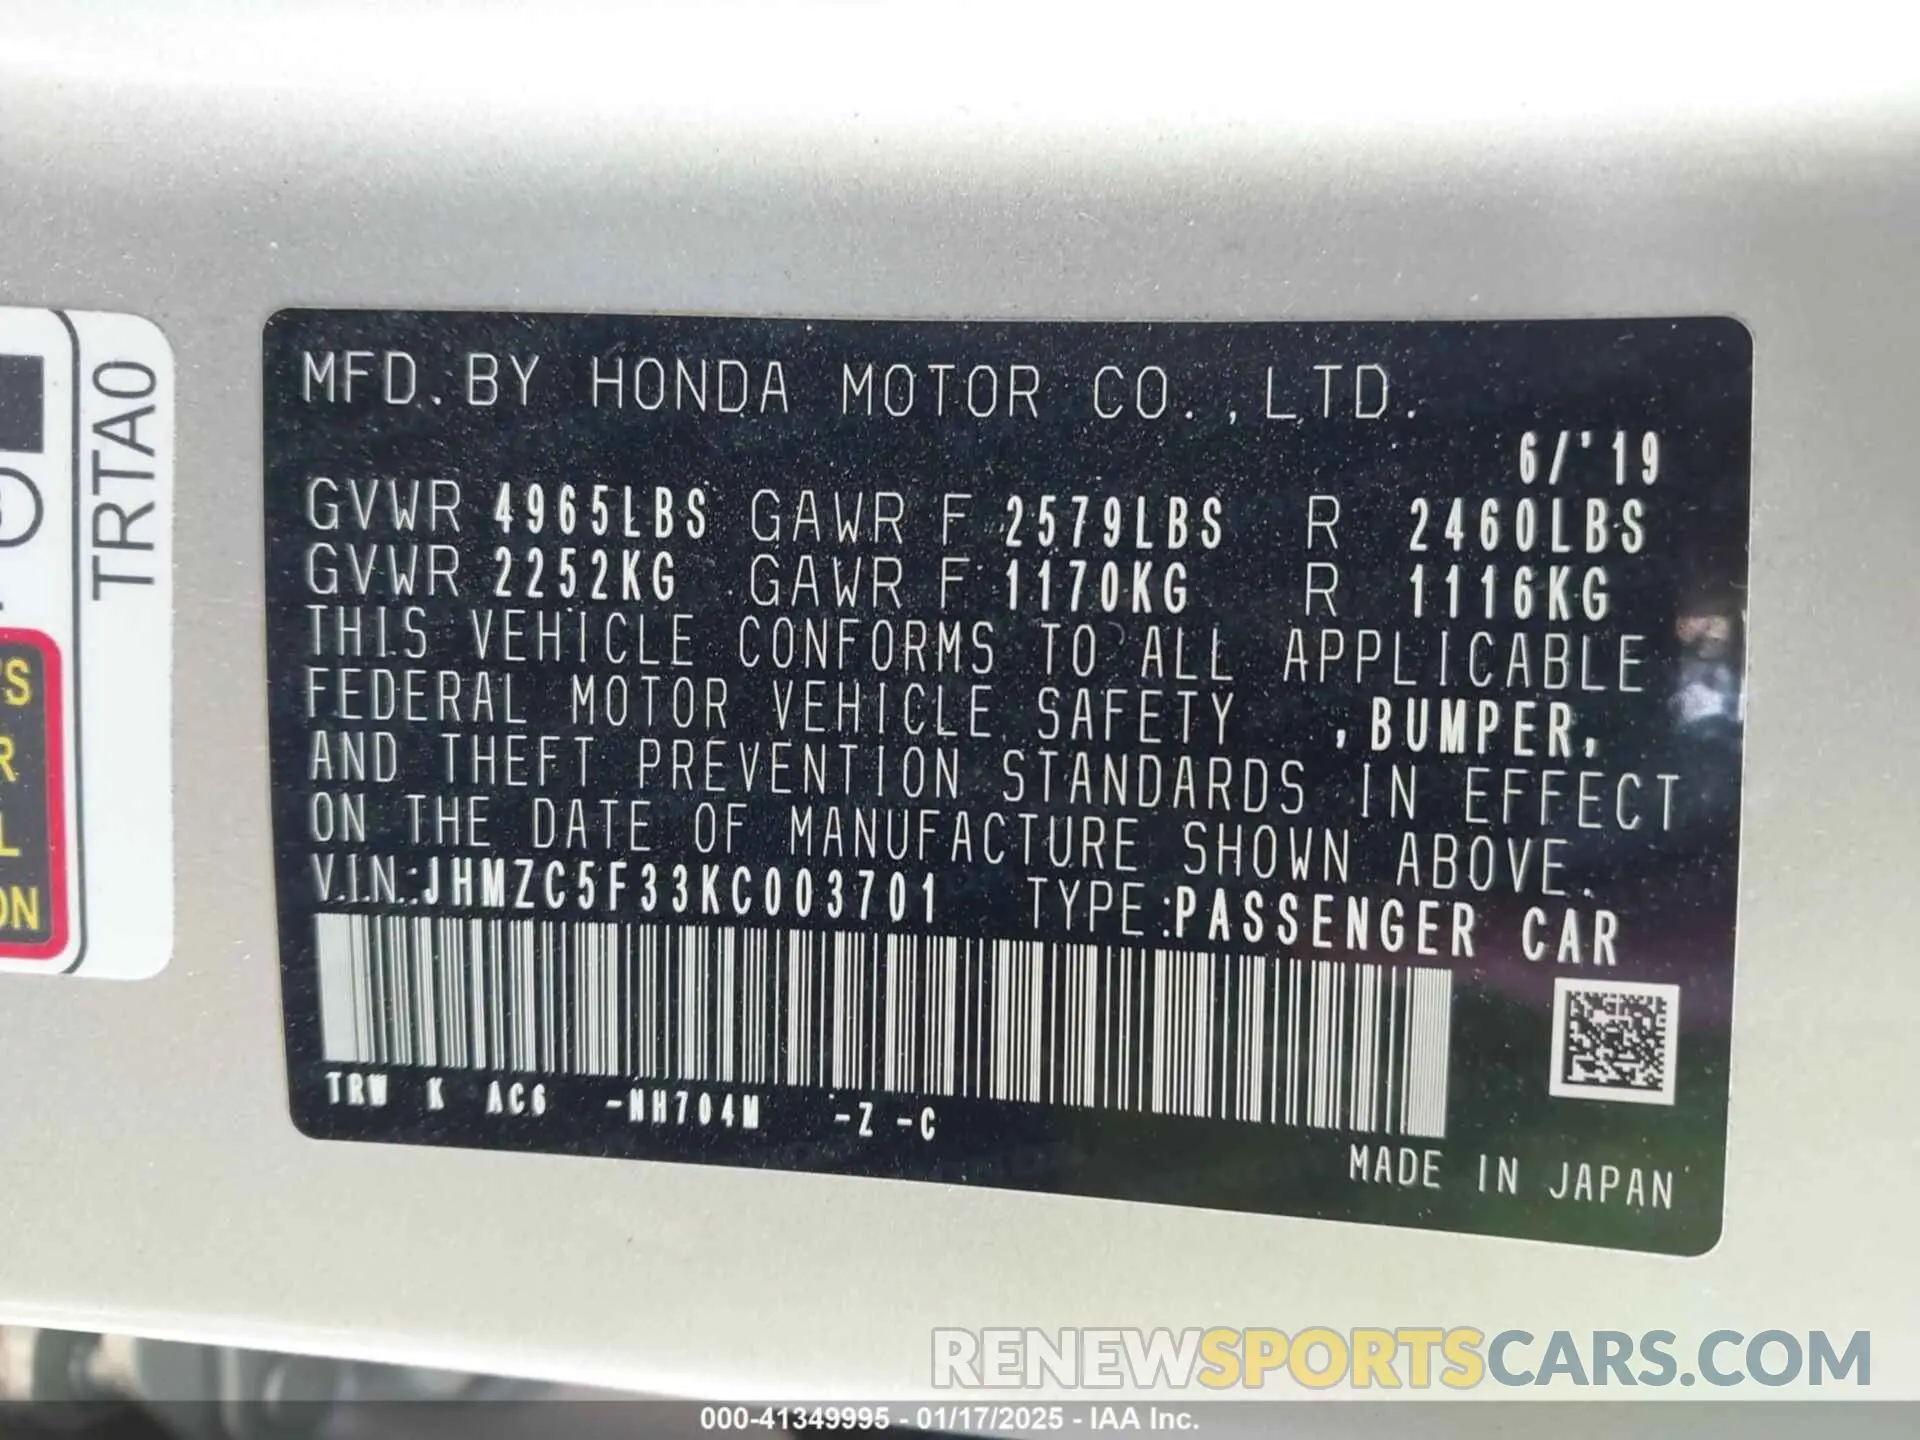 MFD. BY HONDA MOTOR CO. ,LTD.
6/'19
GVWR 4965LBS GAWR F 2579LBS R 2460LBS
GVWR 2252KG GAWR F 1170KG R 1116KG
THIS VEHICLE CONFORMS TO ALL APPLICABLE
FEDERAL MOTOR VEHICLE SAFETY , BUMPER,
AND THEFT PREVENTION STANDARDS IN EFFECT
ON THE DATE OF MANUFACTURE SHOWN ABOVE.
VIN:JHMZC5F33KC003701 TYPE:PASSENGER CAR
TRW K AC6 -NH704M -Z -C
MADE IN JAPAN
TRTA0
'S
R
L
ON
RENEWSPORTSCARS.COM
000-41349995 - 01/17/2025 - IAA Inc.